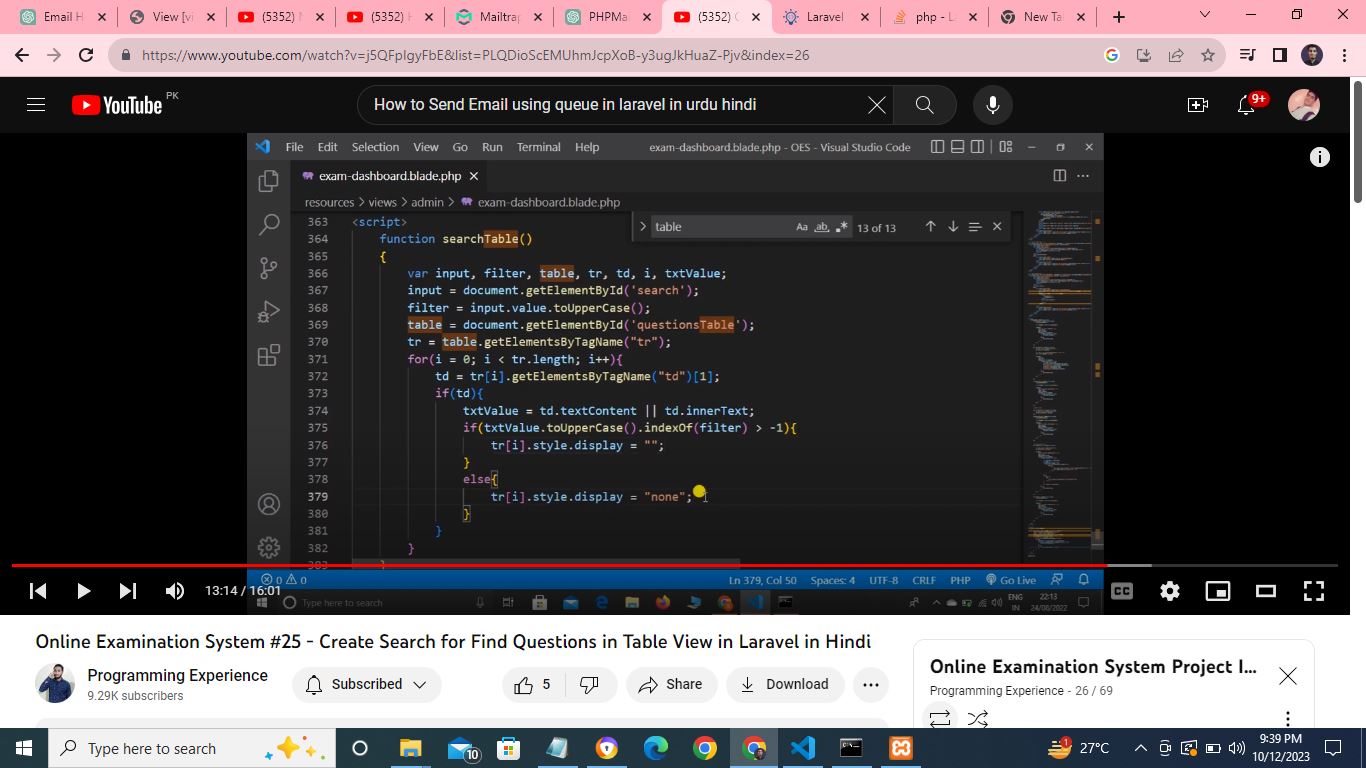 Email H
View [vi
(5352) N
(5352) H
Mailtrap
PHPMa
(5352) O
Laravel
php - La
New Tab
https://www.youtube.com/watch?v=j5QFpIgyFbE&list=PLQDioScEMUhmJcpXoB-y3ugJkHuaZ-Pjv&index=26
YouTube PK
How to Send Email using queue in laravel in urdu hindi
9+
File Edit Selection View Go Run Terminal Help
exam-dashboard.blade.php - OES - Visual Studio Code
exam-dashboard.blade.php
resources > views > admin > exam-dashboard.blade.php
table
Aa ab
13 of 13
363 <script>
364 function searchTable()
365 {
366 var input, filter, table, tr, td, i, txtValue;
367 input = document.getElementById('search');
368 filter = input.value.toUpperCase();
369 table = document.getElementById('questionsTable');
370 tr = table.getElementsByTagName("tr");
371 for(i = 0; i < tr.length; i++){
372 td = tr[i].getElementsByTagName("td")[1];
373 if(td){
374 txtValue = td.textContent || td.innerText;
375 if(txtValue.toUpperCase().indexOf(filter) > -1){
376 tr[i].style.display = "";
377 }
378 else{
379 tr[i].style.display = "none";
380 }
381 }
382 }
383 }
0 0
Ln 379, Col 50 Spaces: 4 UTF-8 CRLF PHP Go Live
Type here to search
ENG
IN
22:13
24/08/2022
13:14 / 16:01
CC
Online Examination System #25 - Create Search for Find Questions in Table View in Laravel in Hindi
Programming Experience
9.29K subscribers
Subscribed
5
Share
Download
Online Examination System Project I...
Programming Experience - 26 / 69
Type here to search
10
1
27°C
9:39 PM
10/12/2023